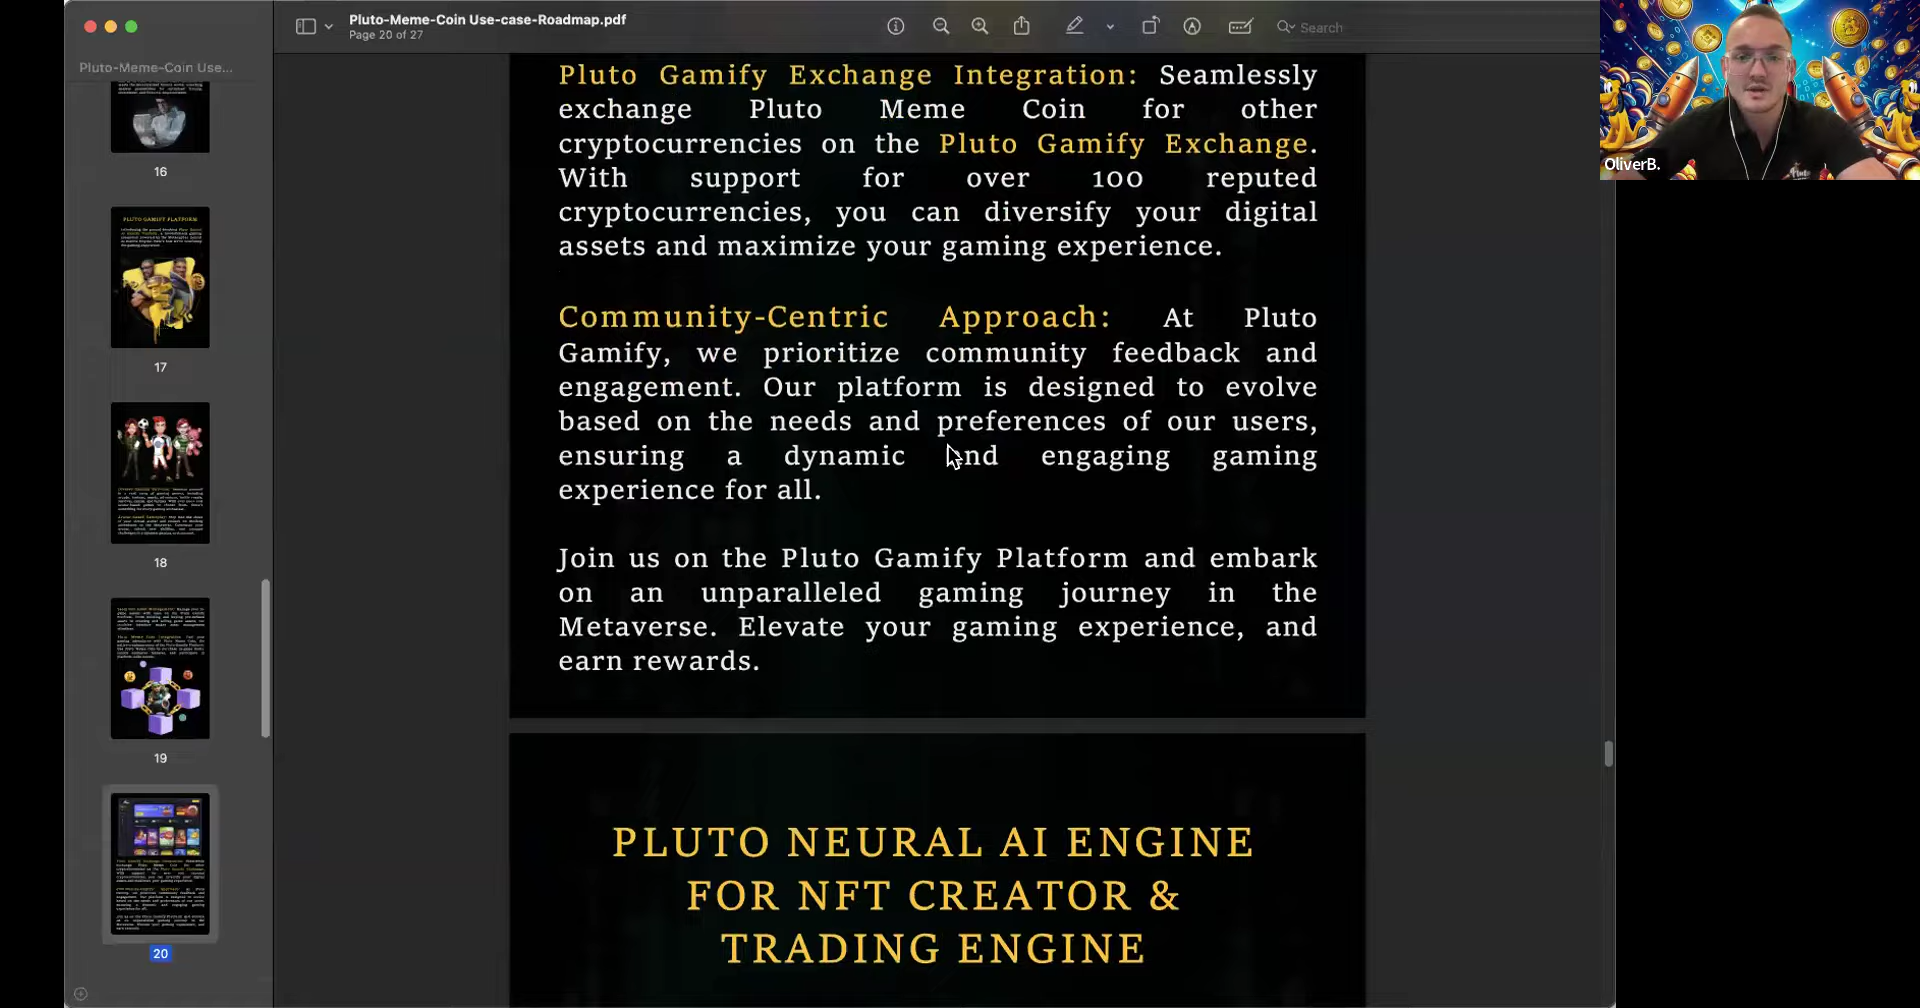 Pluto-Meme-Coin Use-case-Roadmap.pdf
Page 20 of 27
Search
Pluto-Meme-Coin Use...
16
PLUTO GAMIFY PLATFORM
17
18
19
20
Pluto Gamify Exchange Integration: Seamlessly
exchange Pluto Meme Coin for other
cryptocurrencies on the Pluto Gamify Exchange.
With support for over 100 reputed
cryptocurrencies, you can diversify your digital
assets and maximize your gaming experience.
Community-Centric Approach: At Pluto
Gamify, we prioritize community feedback and
engagement. Our platform is designed to evolve
based on the needs and preferences of our users,
ensuring a dynamic and engaging gaming
experience for all.
Join us on the Pluto Gamify Platform and embark
on an unparalleled gaming journey in the
Metaverse. Elevate your gaming experience, and
earn rewards.
PLUTO NEURAL AI ENGINE
FOR NFT CREATOR &
TRADING ENGINE
OliverB.